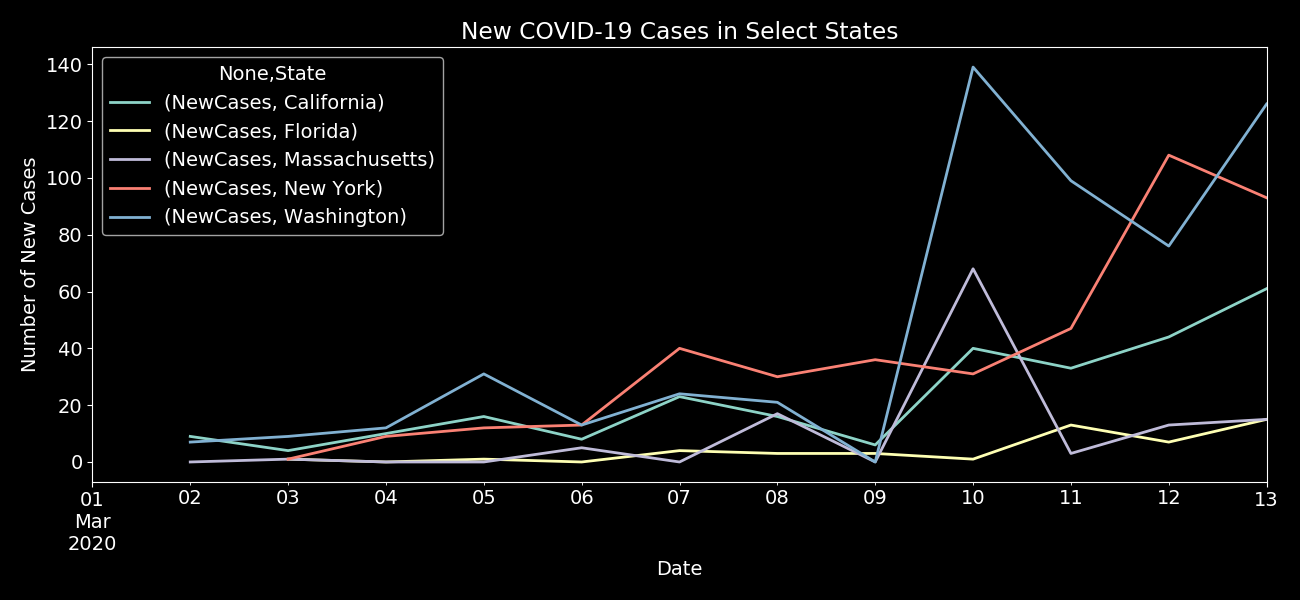 New COVID-19 Cases in Select States
None,State
(NewCases, California)
(NewCases, Florida)
(NewCases, Massachusetts)
(NewCases, New York)
(NewCases, Washington)
Number of New Cases
140
120
100
80
60
40
20
0
01 02 03 04 05 06 07 08 09 10 11 12 13
Mar
2020
Date